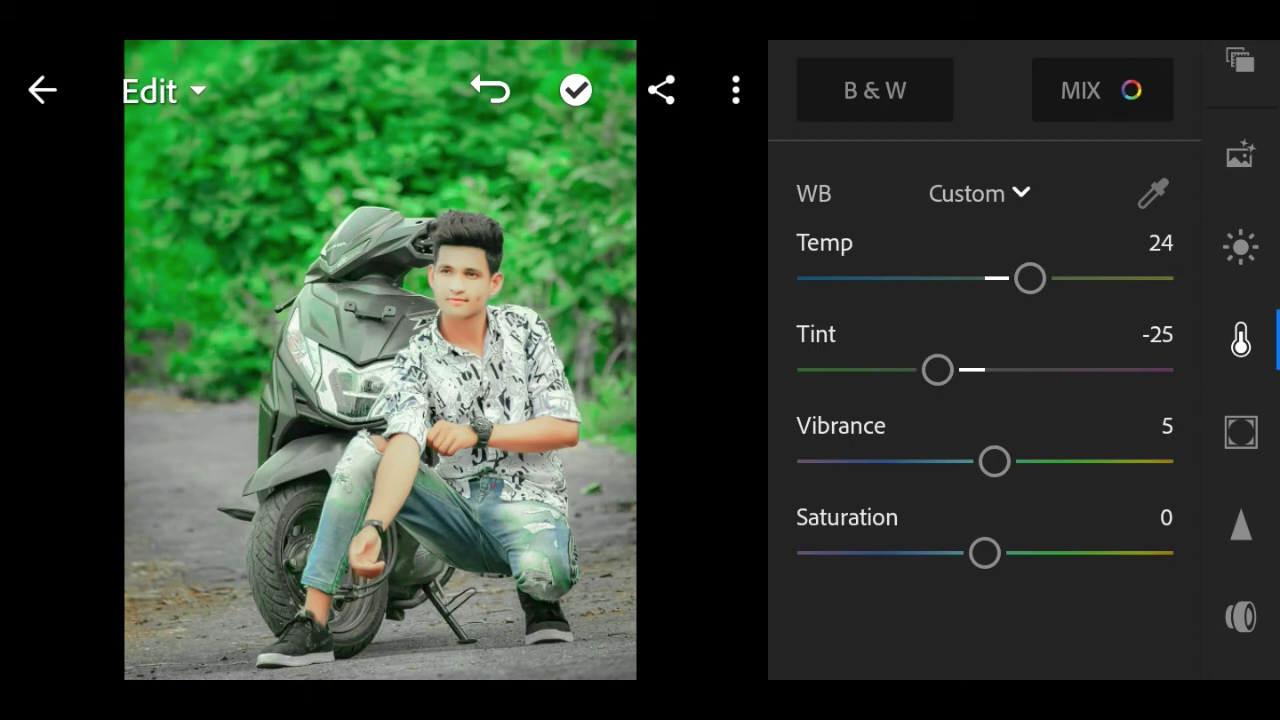 Edit
B & W
MIX
WB
Custom
Temp
24
Tint
-25
Vibrance
5
Saturation
0